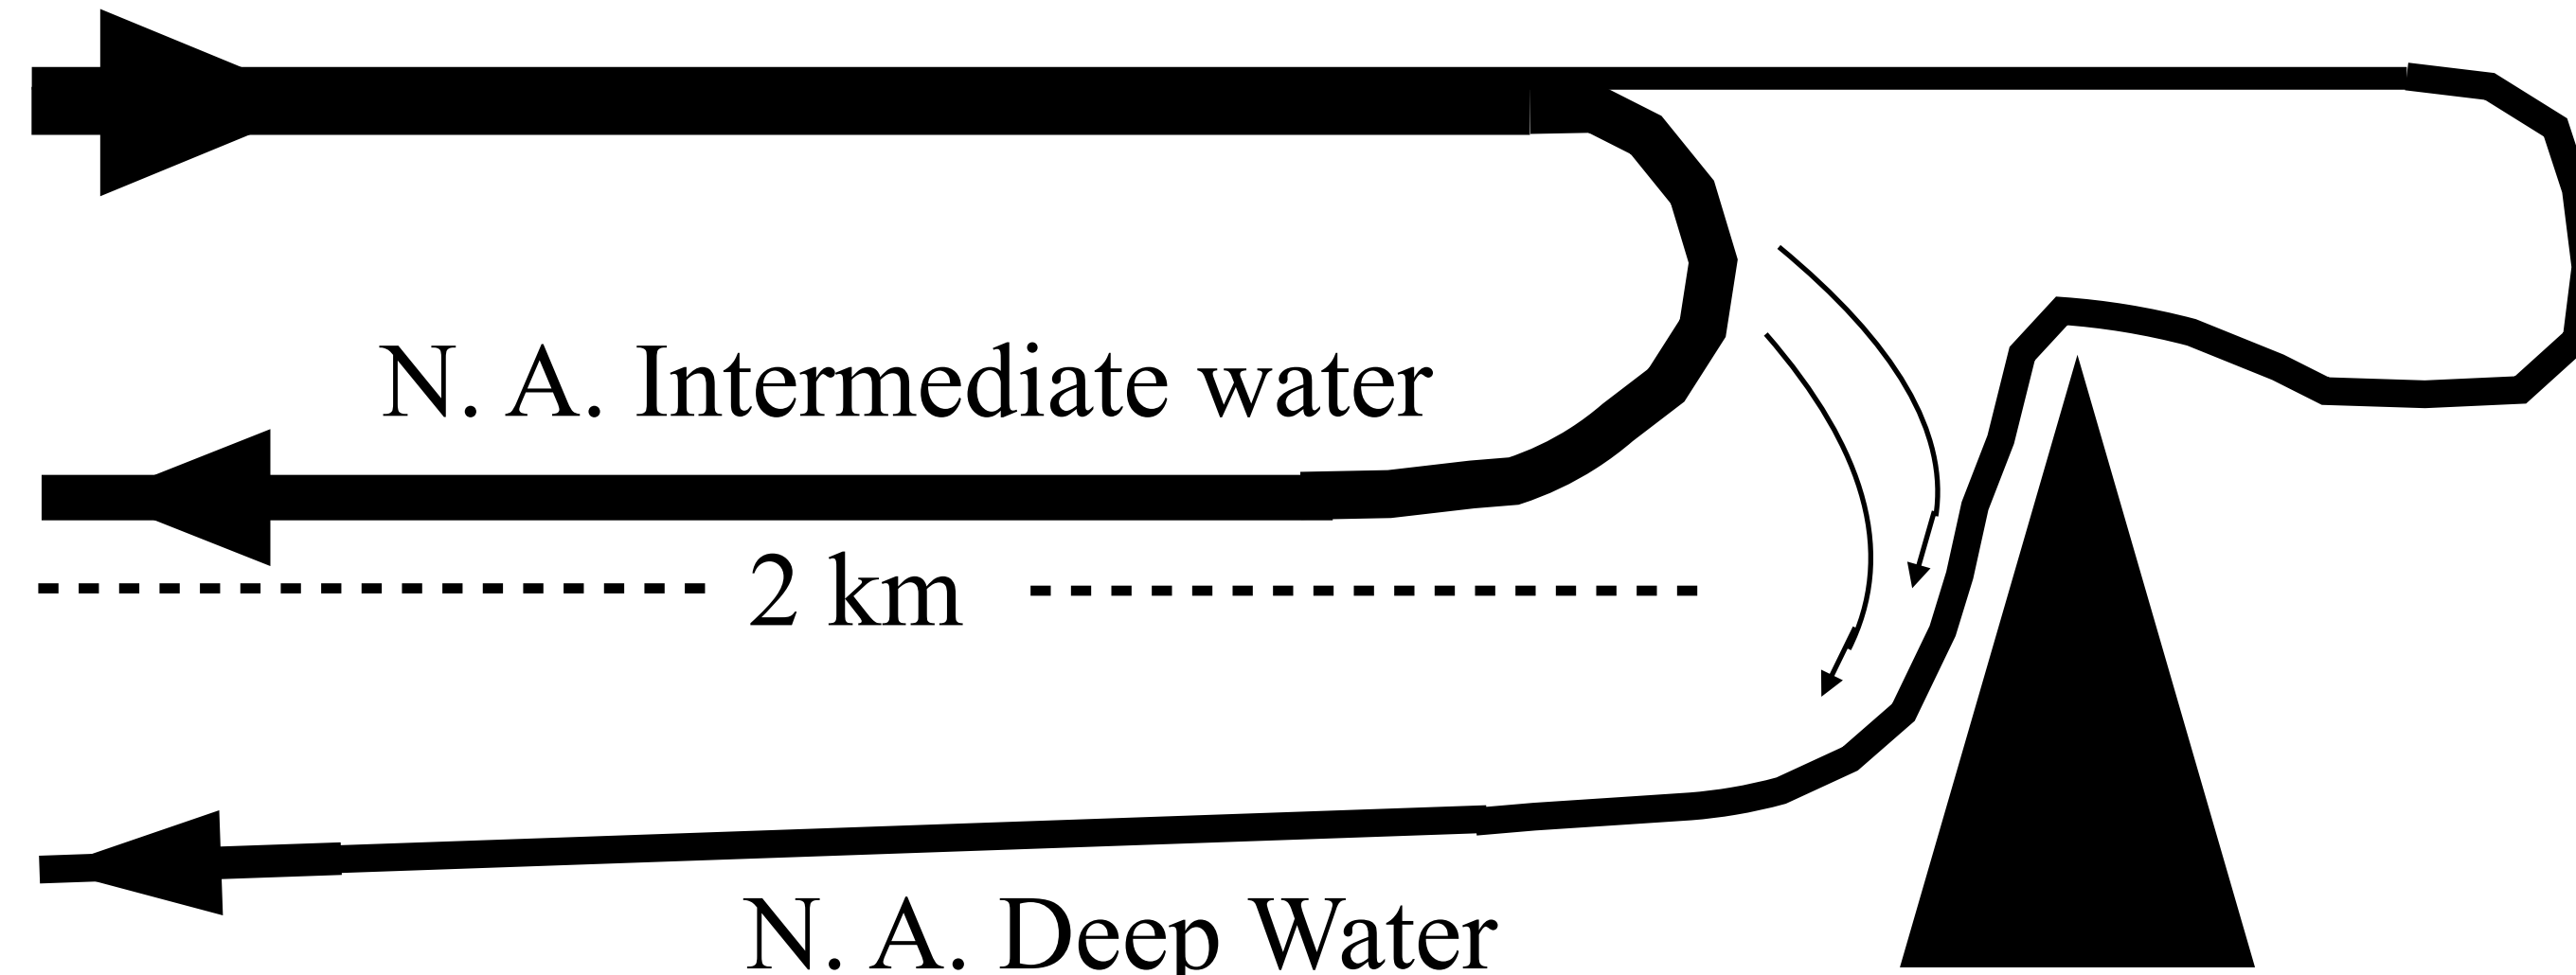 N. A. Intermediate water
2 km
N. A. Deep Water